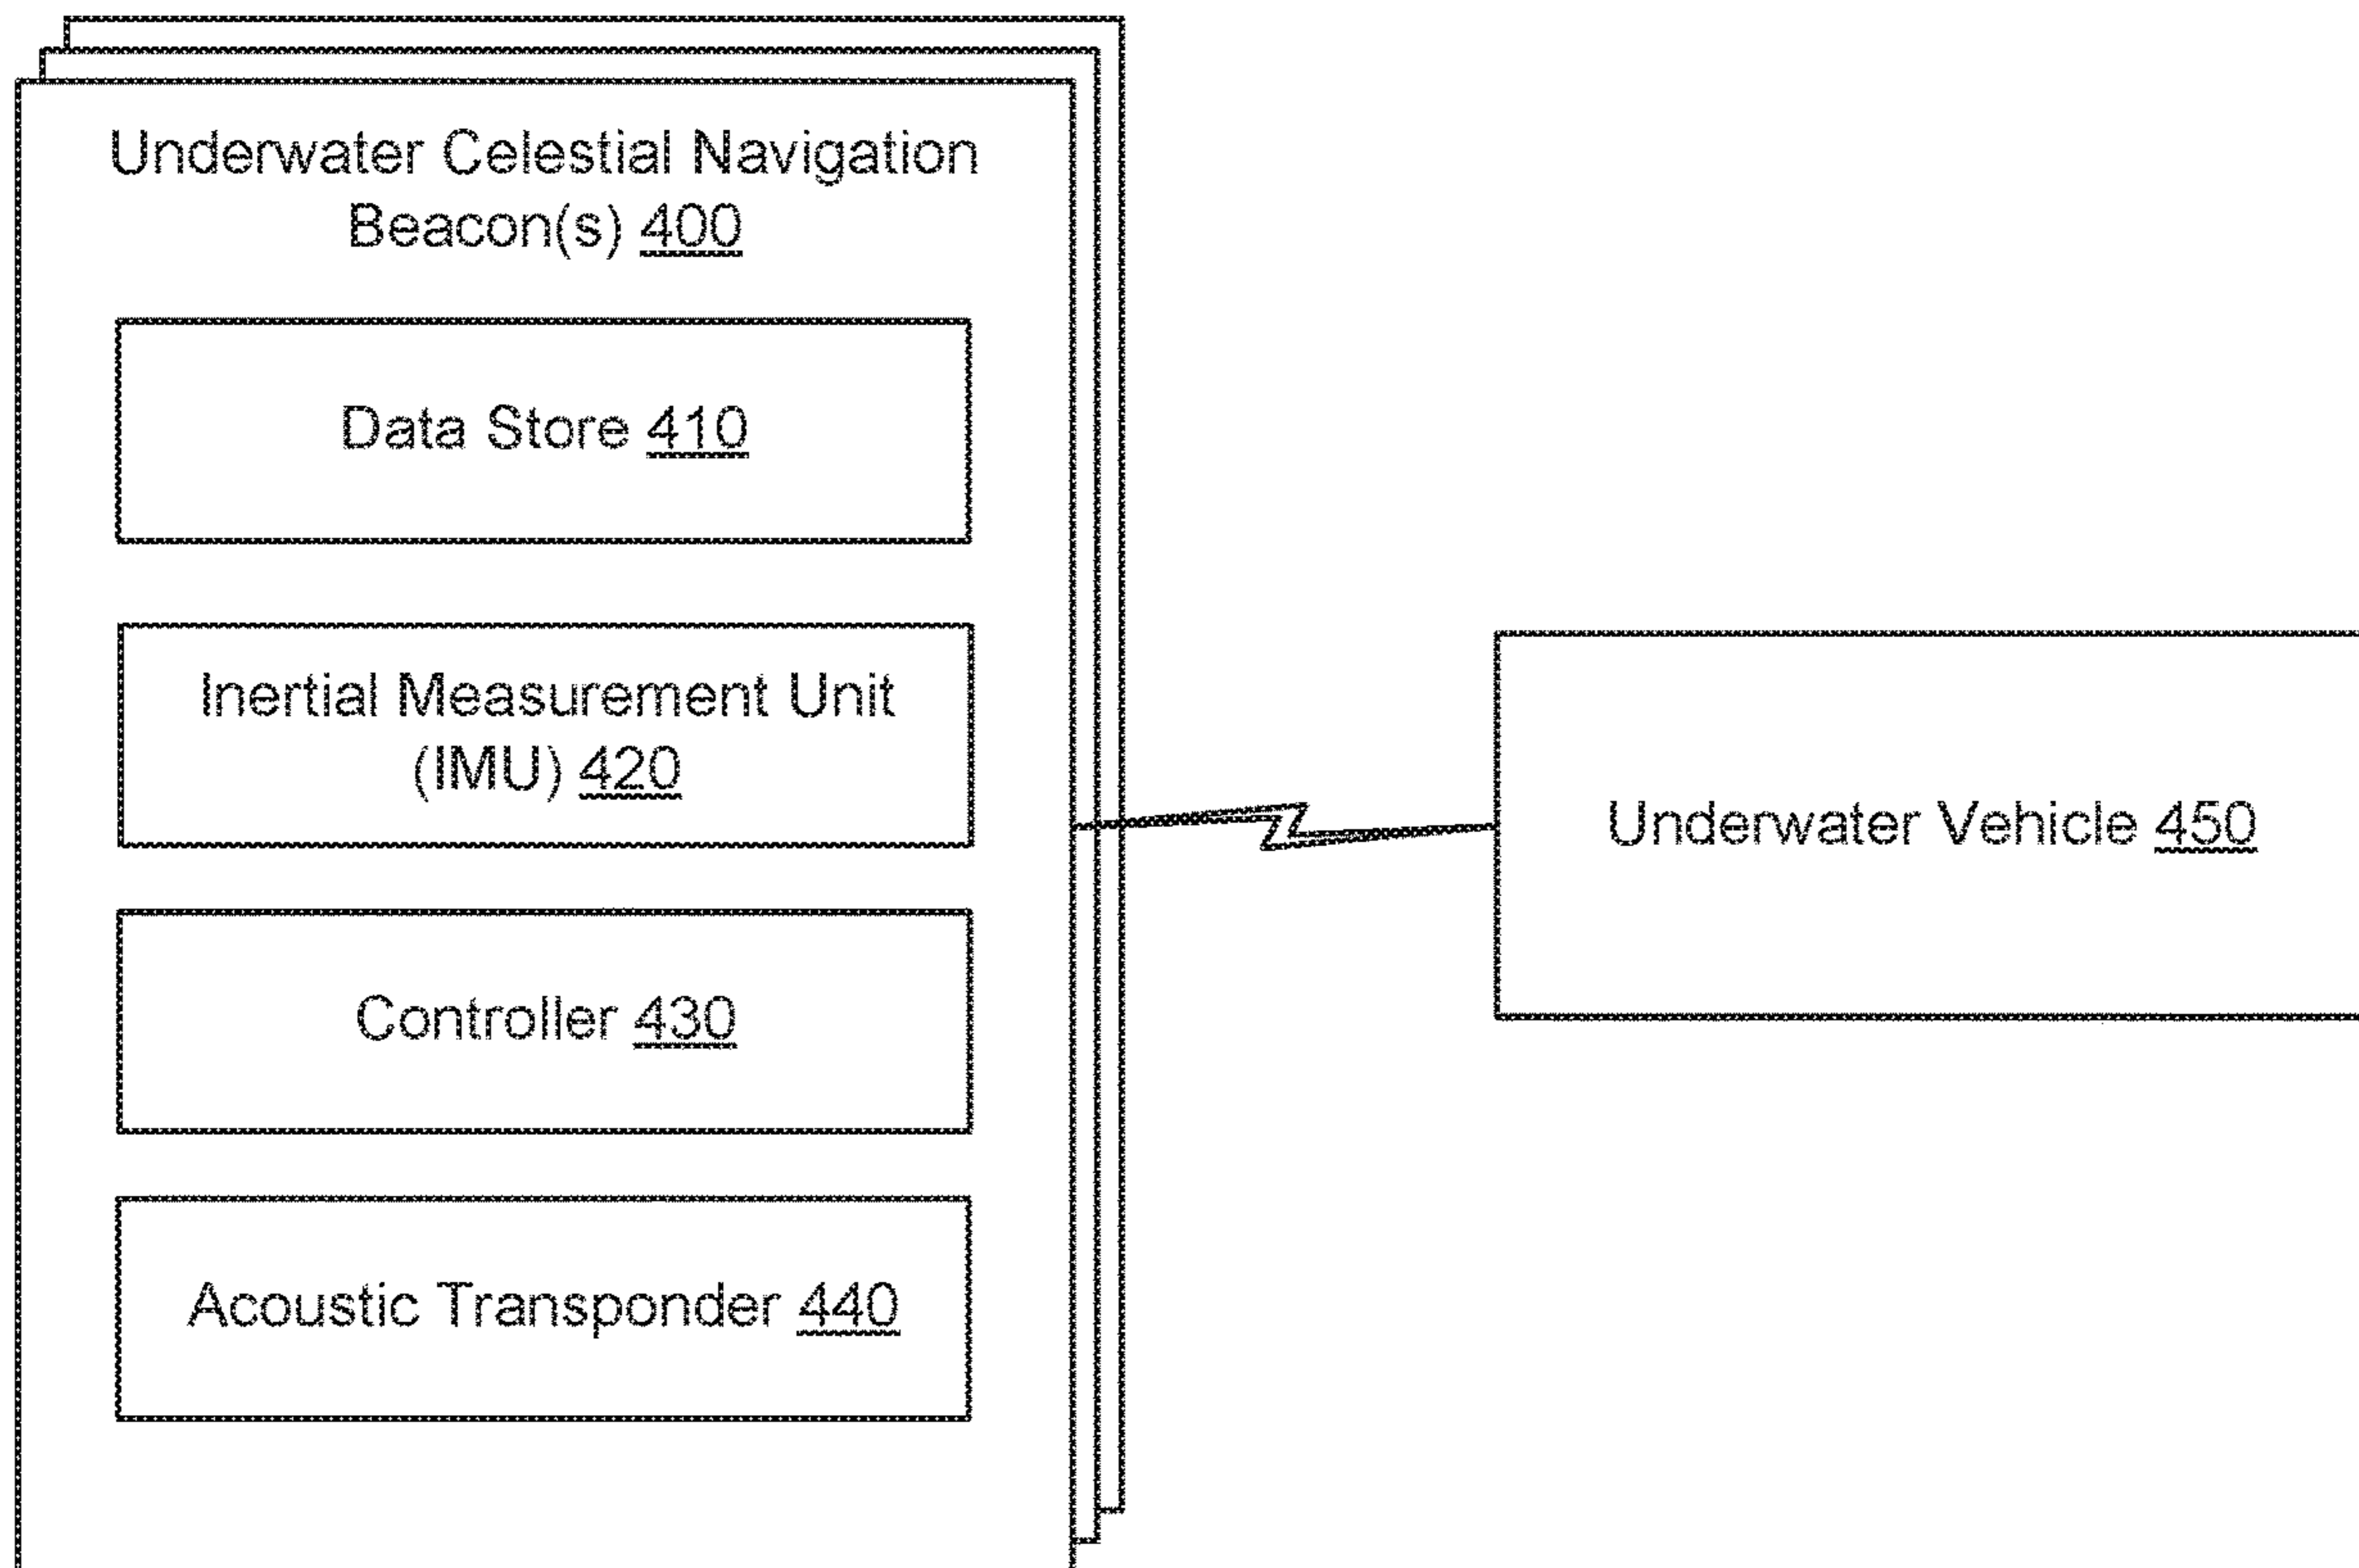 Underwater Celestial Navigation
Beacon(s) 400
Data Store 410
Inertial Measurement Unit
(IMU) 420
Controller 430
Acoustic Transponder 440
Underwater Vehicle 450